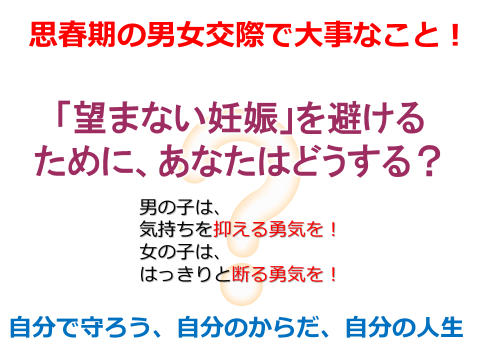 思春期の男女交際で大事なこと！
「望まない妊娠」を避ける
ために、あなたはどうする？
男の子は、
気持ちを抑える勇気を！
女の子は、
はっきりと断る勇気を！
自分で守ろう、自分のからだ、自分の人生